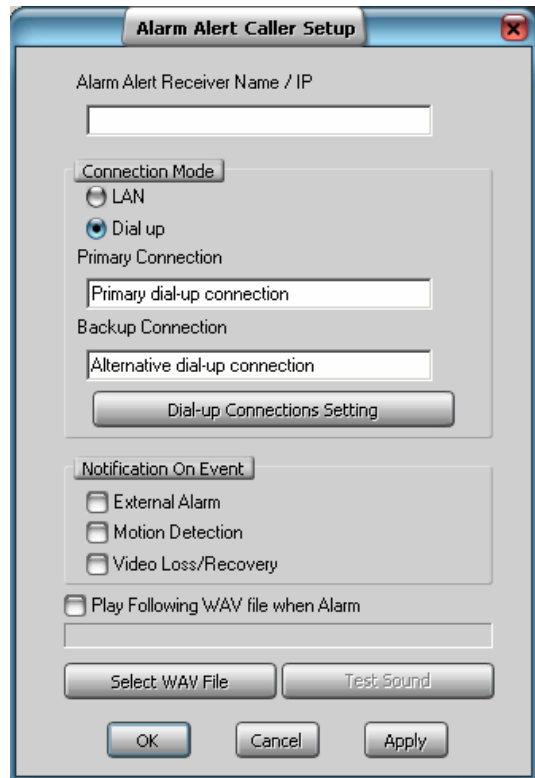 Alarm Alert Caller Setup
Alarm Alert Receiver Name / IP
Connection Mode
LAN
Dial up
Primary Connection
Primary dial-up connection
Backup Connection
Alternative dial-up connection
Dial-up Connections Setting
Notification On Event
External Alarm
Motion Detection
Video Loss/Recovery
Play Following WAV file when Alarm
Select WAV File
Test Sound
OK
Cancel
Apply